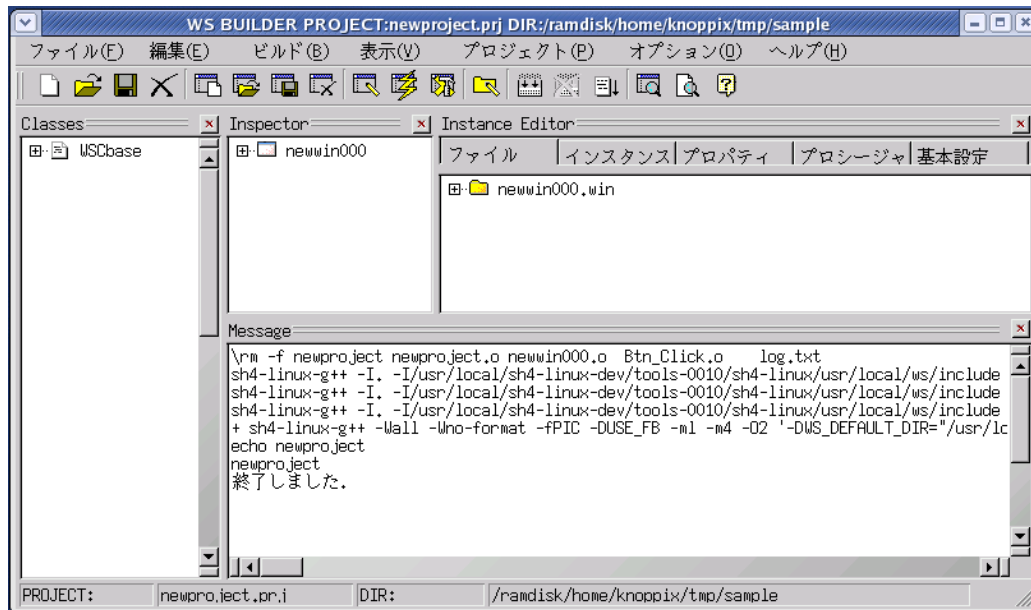 WS BUILDER PROJECT:newproject.prj DIR:/ramdisk/home/knoppix/tmp/sample
ファイル(F) 編集(E) ビルド(B) 表示(V) プロジェクト(P) オプション(O) ヘルプ(H)
Classes
WSCbase
Inspector
newwin000
Instance Editor
ファイル インスタンス プロパティ プロシージャ 基本設定
newwin000.win
Message
\rm -f newproject newproject.o newwin000.o Btn_Click.o log.txt
sh4-linux-g++ -I. -I/usr/local/sh4-linux-dev/tools-0010/sh4-linux/usr/local/ws/include
sh4-linux-g++ -I. -I/usr/local/sh4-linux-dev/tools-0010/sh4-linux/usr/local/ws/include
sh4-linux-g++ -I. -I/usr/local/sh4-linux-dev/tools-0010/sh4-linux/usr/local/ws/include
+ sh4-linux-g++ -Wall -Wno-format -fPIC -DUSE_FB -ml -m4 -O2 '-DWS_DEFAULT_DIR="/usr/lc
echo newproject
newproject
終了しました.
PROJECT: newproject.prj DIR: /ramdisk/home/knoppix/tmp/sample